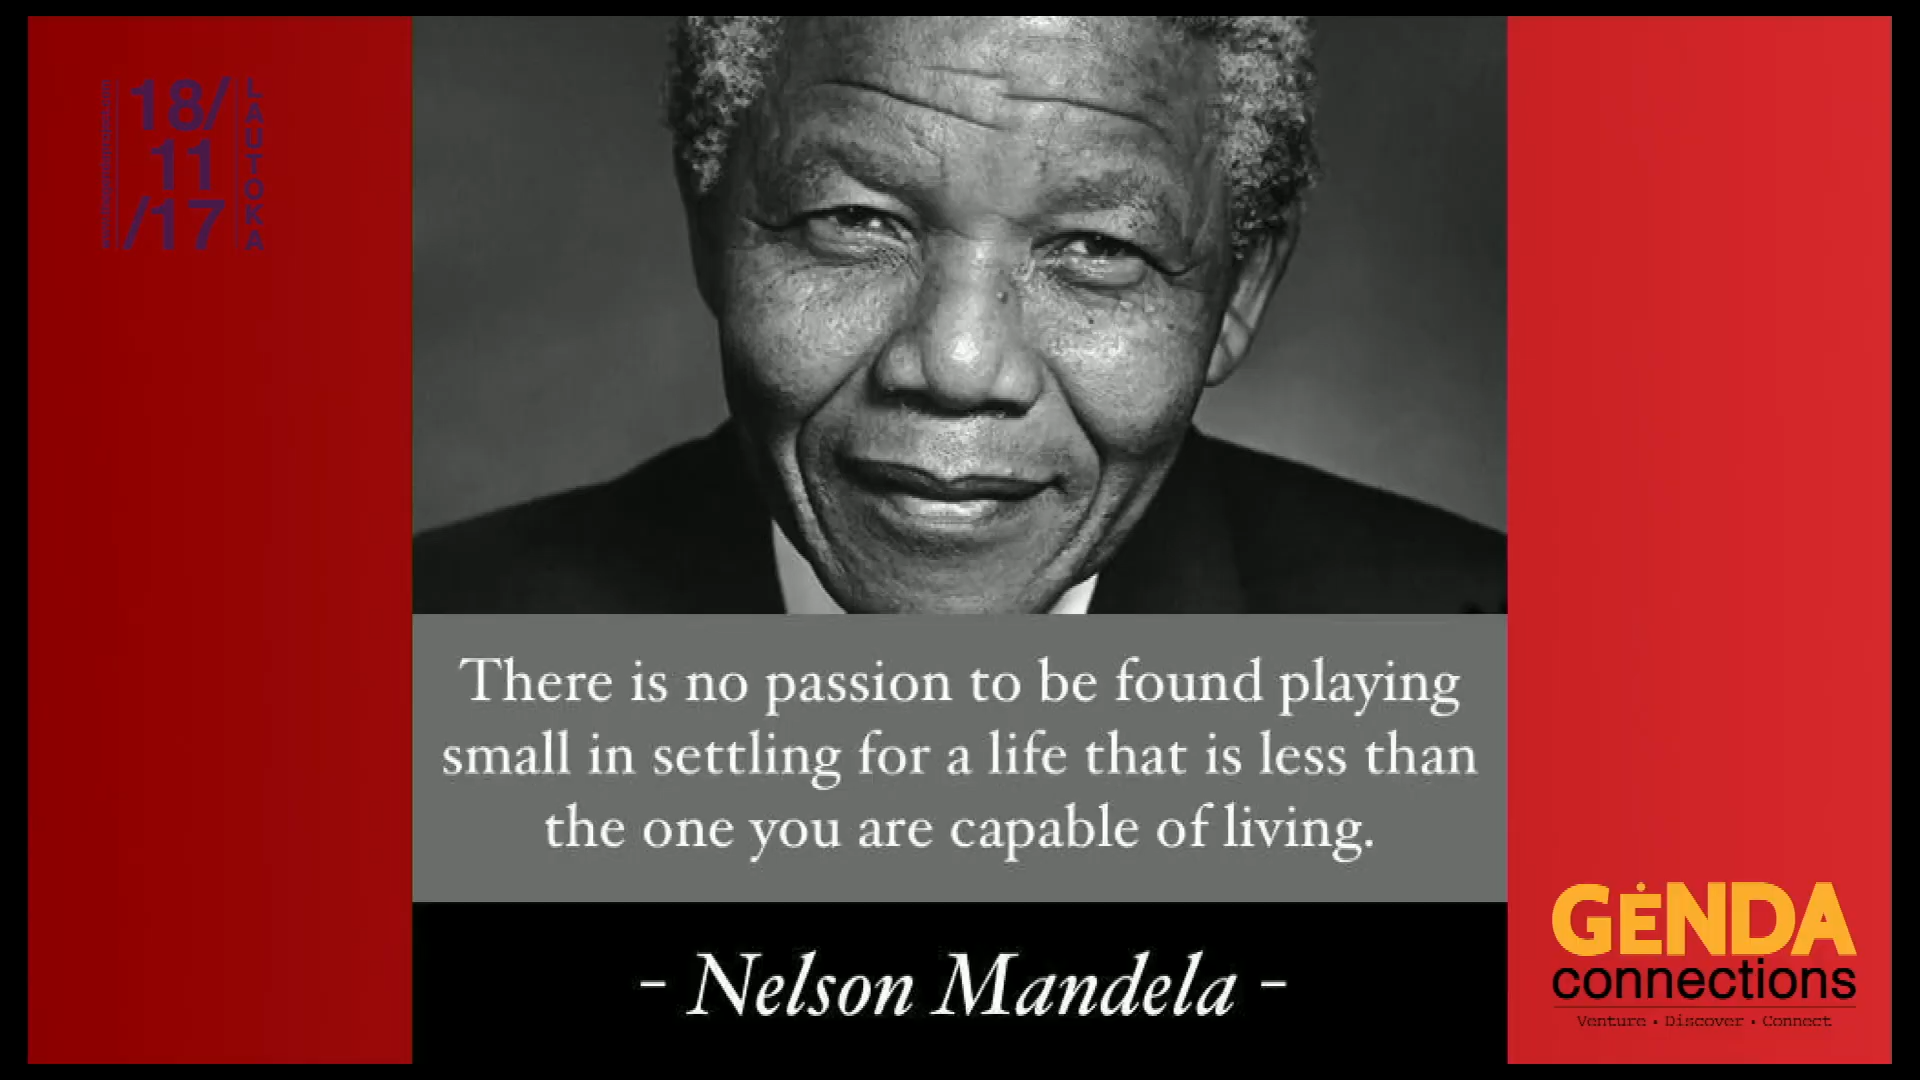 18/
11
/17
LAUTOKA
There is no passion to be found playing
small in settling for a life that is less than
the one you are capable of living.
- Nelson Mandela -
GĖNDA
connections
Venture • Discover • Connect